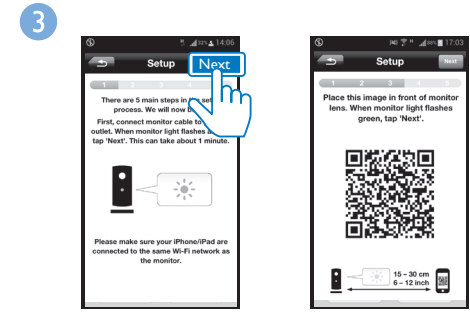 3
14:06
Setup
Next
1 2 3 4
There are 5 main steps in the
process. We will now
First, connect monitor cable to
outlet. When monitor light flashes
tap 'Next'. This can take about 1 minute.
Please make sure your iPhone/iPad are
connected to the same Wi-Fi network as
the monitor.
17:03
Setup
Next
1 2 3 4 5
Place this image in front of monitor
lens. When monitor light flashes
green, tap 'Next'.
15 – 30 cm
6 – 12 inch